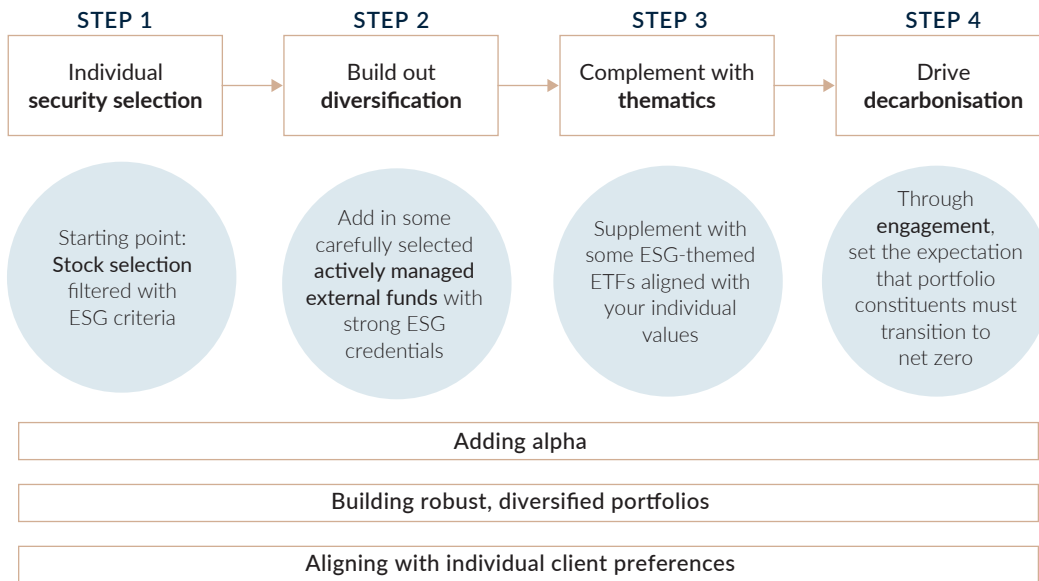 STEP 1
Individual
security selection
Starting point:
Stock selection
filtered with
ESG criteria
STEP 2
Build out
diversification
Add in some
carefully selected
actively managed
external funds with
strong ESG
credentials
STEP 3
Complement with
thematics
Supplement with
some ESG-themed
ETFs aligned with
your individual
values
STEP 4
Drive
decarbonisation
Through
engagement,
set the expectation
that portfolio
constituents must
transition to
net zero
Adding alpha
Building robust, diversified portfolios
Aligning with individual client preferences